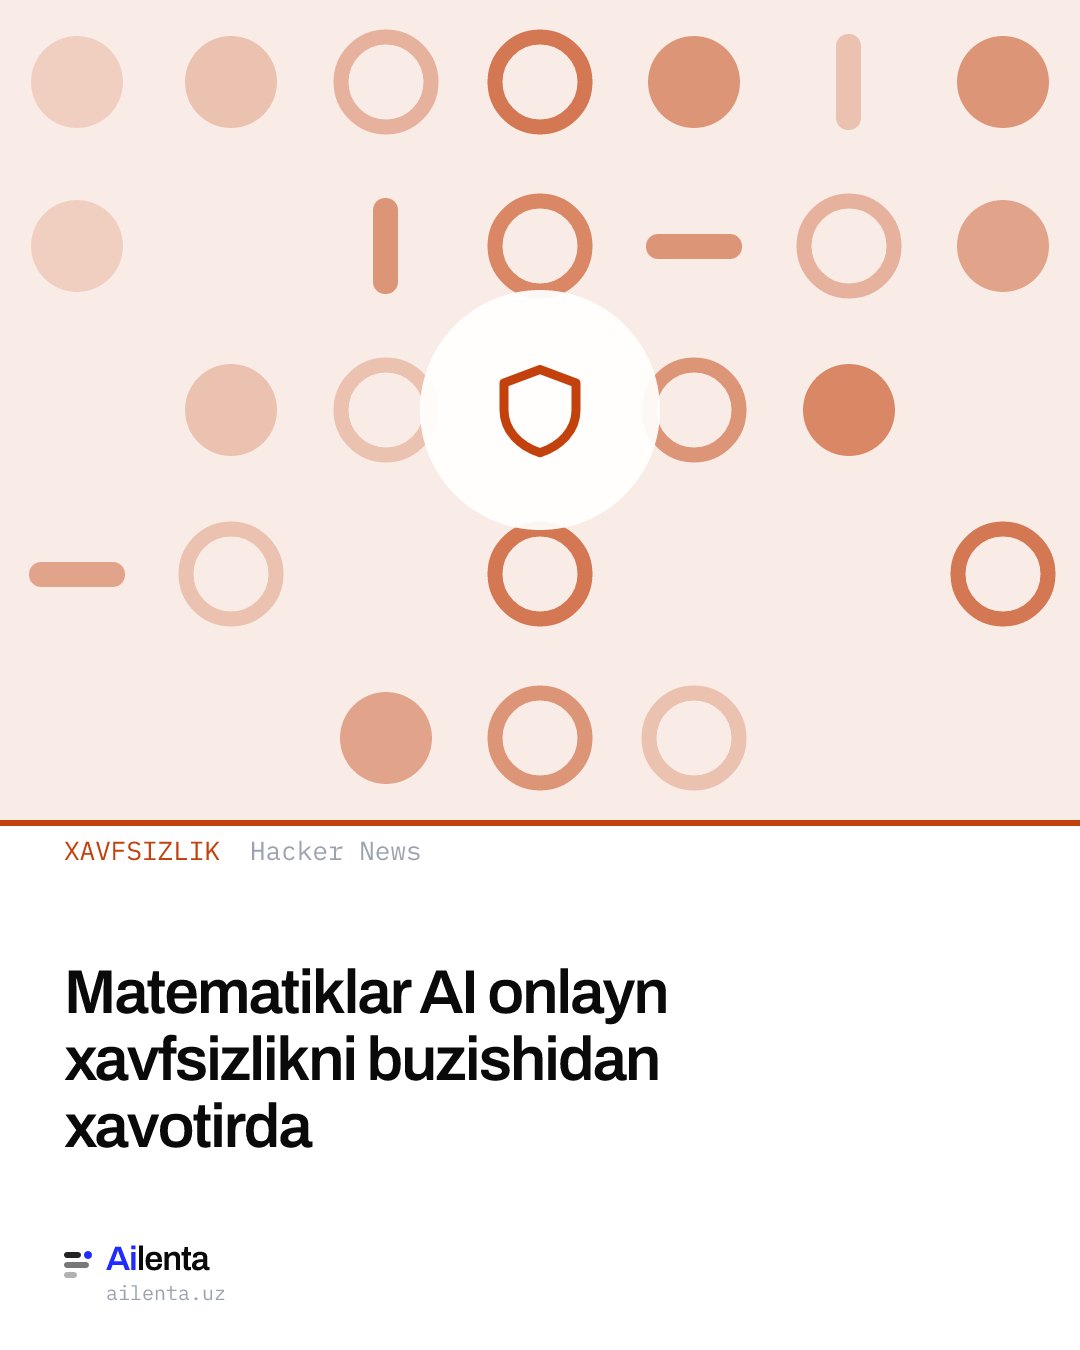 XAVFSIZLIK Hacker News
Matematiklar AI onlayn
xavfsizlikni buzishidan
xavotirda
Ailenta
ailenta.uz